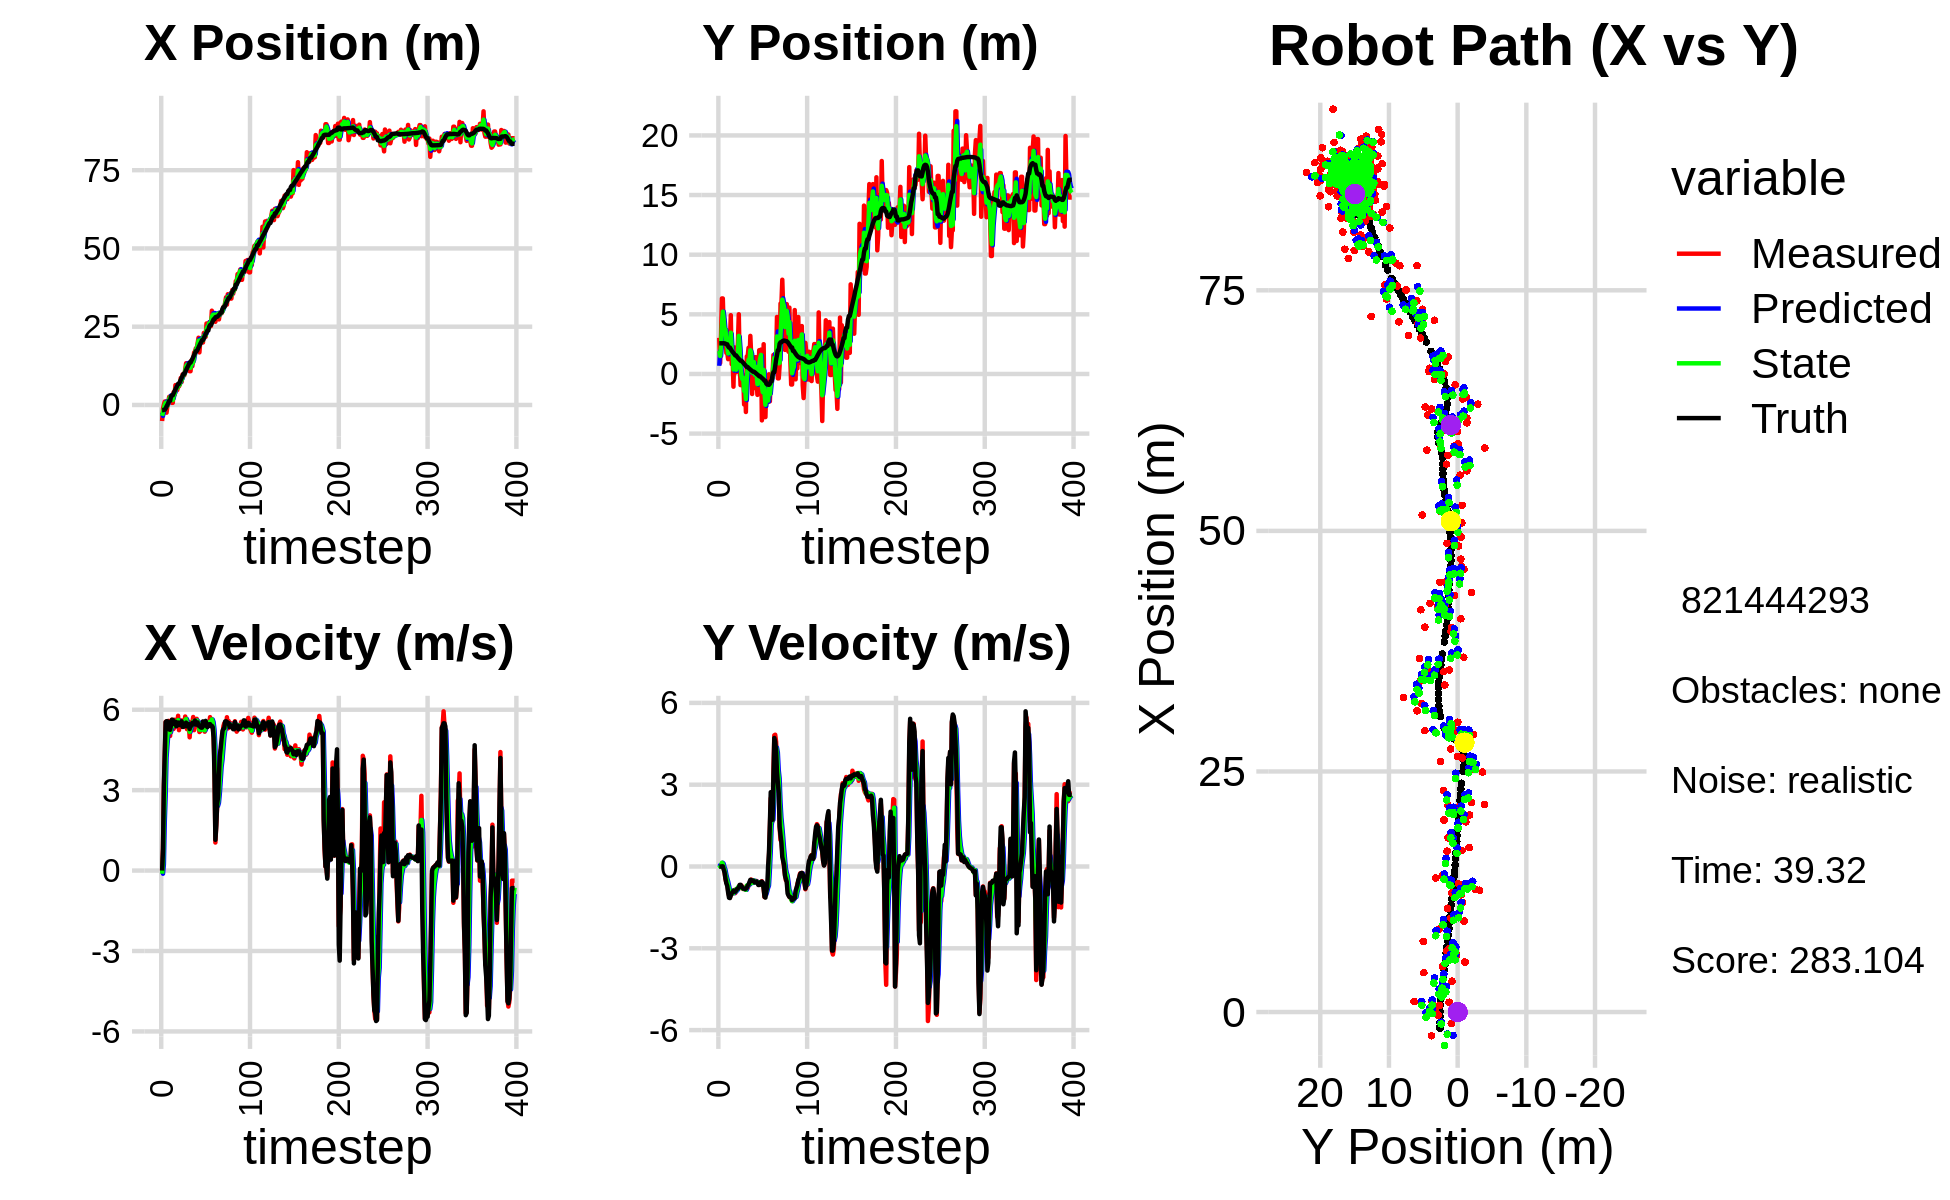 X Position (m)
75
50
25
0
0 100 200 300 400
timestep
Y Position (m)
20
15
10
5
0
-5
0 100 200 300 400
timestep
X Velocity (m/s)
6
3
0
-3
-6
0 100 200 300 400
timestep
Y Velocity (m/s)
6
3
0
-3
-6
0 100 200 300 400
timestep
Robot Path (X vs Y)
X Position (m)
75
50
25
0
20 10 0 -10 -20
Y Position (m)
variable
Measured
Predicted
State
Truth
821444293
Obstacles: none
Noise: realistic
Time: 39.32
Score: 283.104